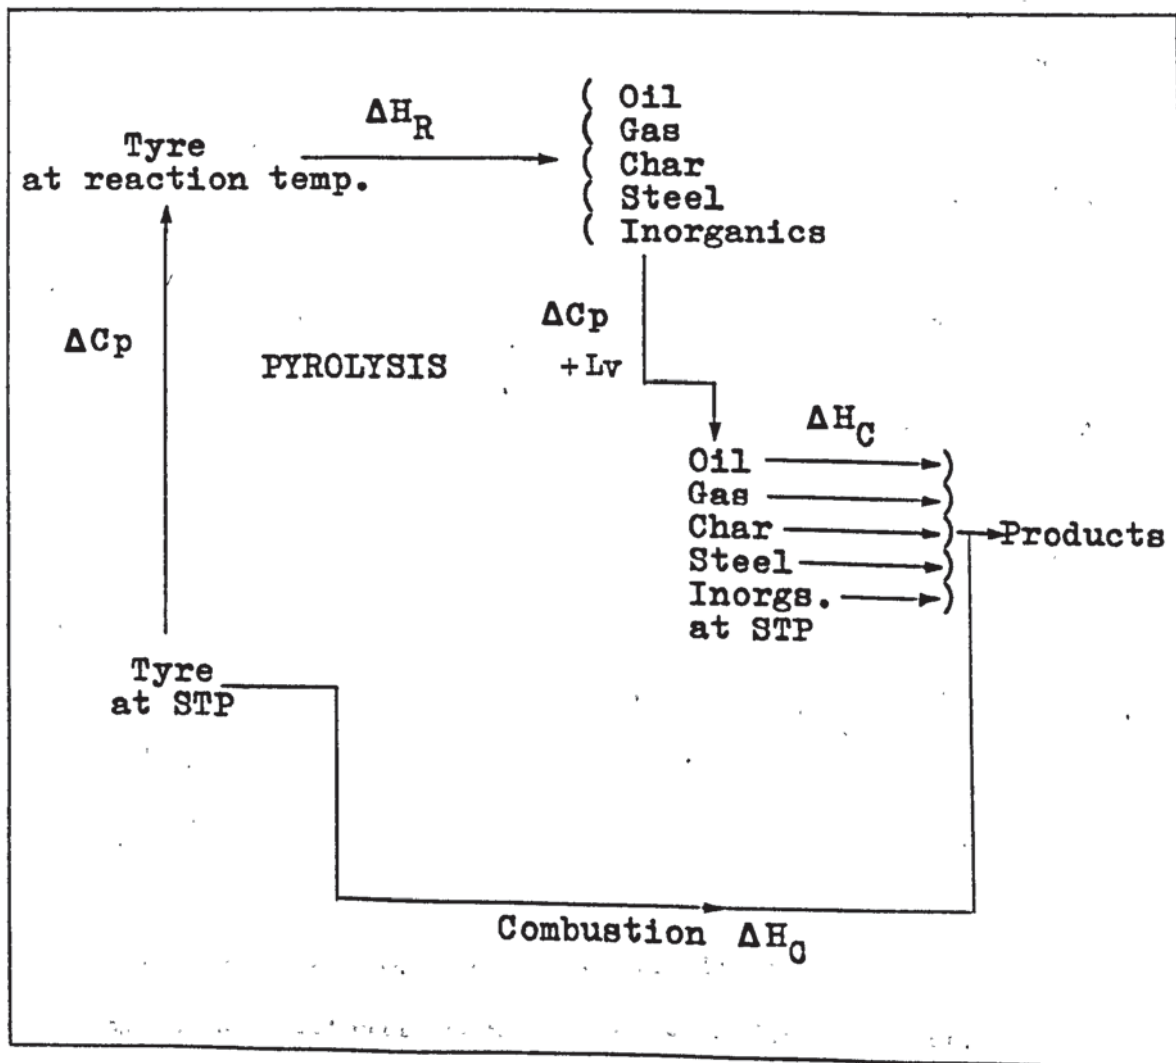 ΔH_R
Tyre
at reaction temp.
( Oil
( Gas
( Char
( Steel
( Inorganics
ΔCp
PYROLYSIS
ΔCp
+Lv
ΔH_C
Oil )
Gas )
Char )
Steel )
Inorgs. )
at STP
Products
Tyre
at STP
Combustion ΔH_C